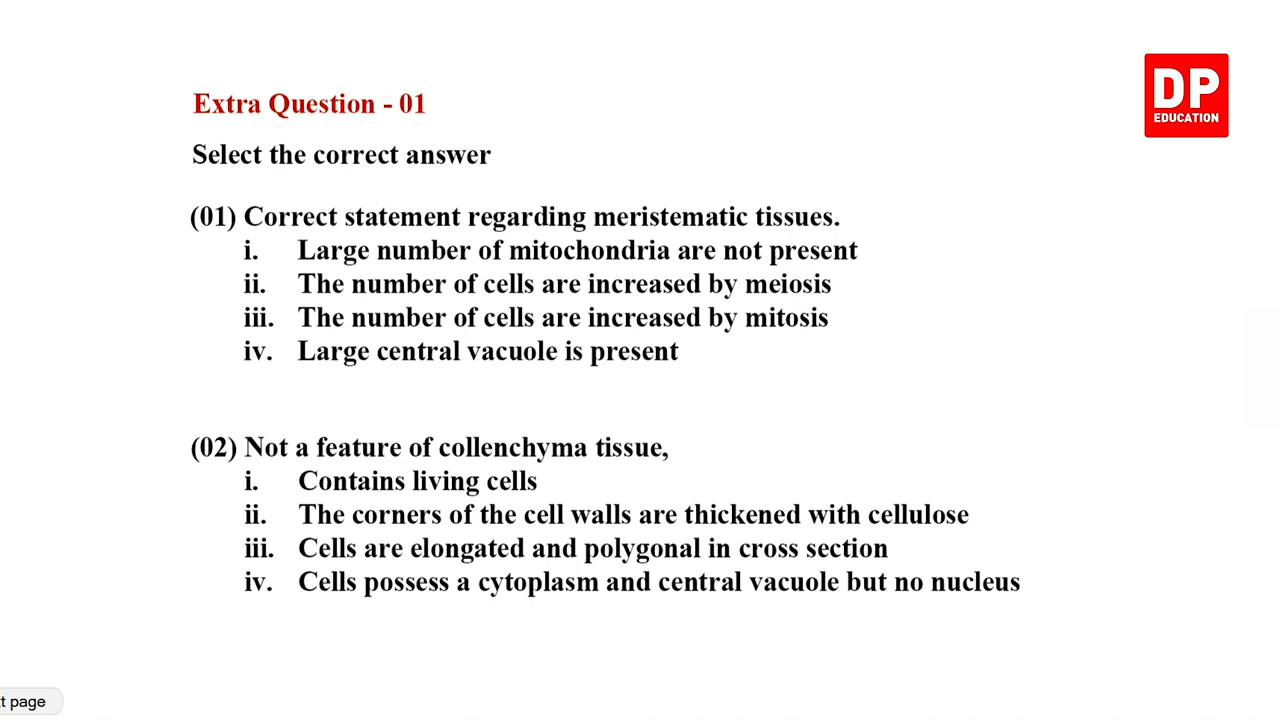 DP
EDUCATION
Extra Question - 01
Select the correct answer
(01) Correct statement regarding meristematic tissues.
i. Large number of mitochondria are not present
ii. The number of cells are increased by meiosis
iii. The number of cells are increased by mitosis
iv. Large central vacuole is present
(02) Not a feature of collenchyma tissue,
i. Contains living cells
ii. The corners of the cell walls are thickened with cellulose
iii. Cells are elongated and polygonal in cross section
iv. Cells possess a cytoplasm and central vacuole but no nucleus
t page